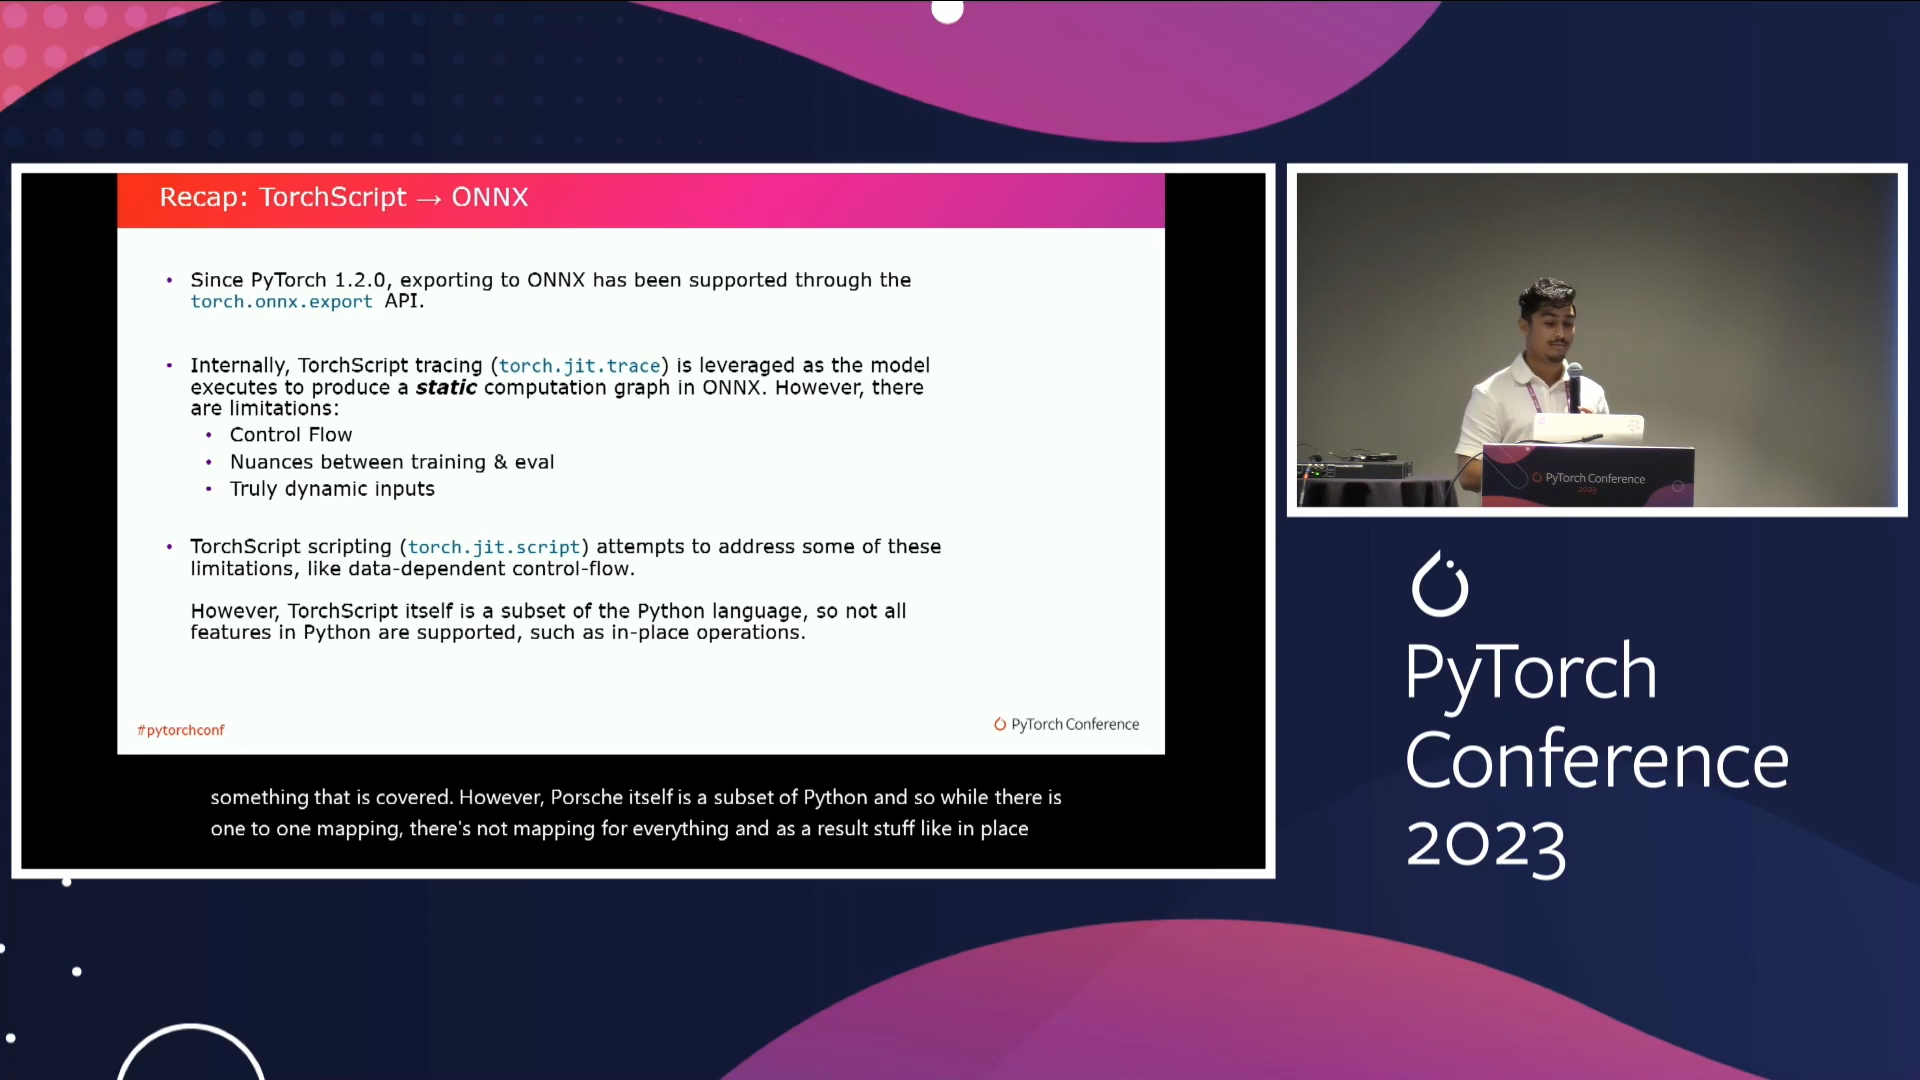 Recap: TorchScript → ONNX
• Since PyTorch 1.2.0, exporting to ONNX has been supported through the
torch.onnx.export API.
• Internally, TorchScript tracing (torch.jit.trace) is leveraged as the model
executes to produce a static computation graph in ONNX. However, there
are limitations:
• Control Flow
• Nuances between training & eval
• Truly dynamic inputs
• TorchScript scripting (torch.jit.script) attempts to address some of these
limitations, like data-dependent control-flow.
However, TorchScript itself is a subset of the Python language, so not all
features in Python are supported, such as in-place operations.
#pytorchconf
PyTorch Conference
something that is covered. However, Porsche itself is a subset of Python and so while there is
one to one mapping, there's not mapping for everything and as a result stuff like in place
PyTorch Conference
2023
PyTorch
Conference
2023